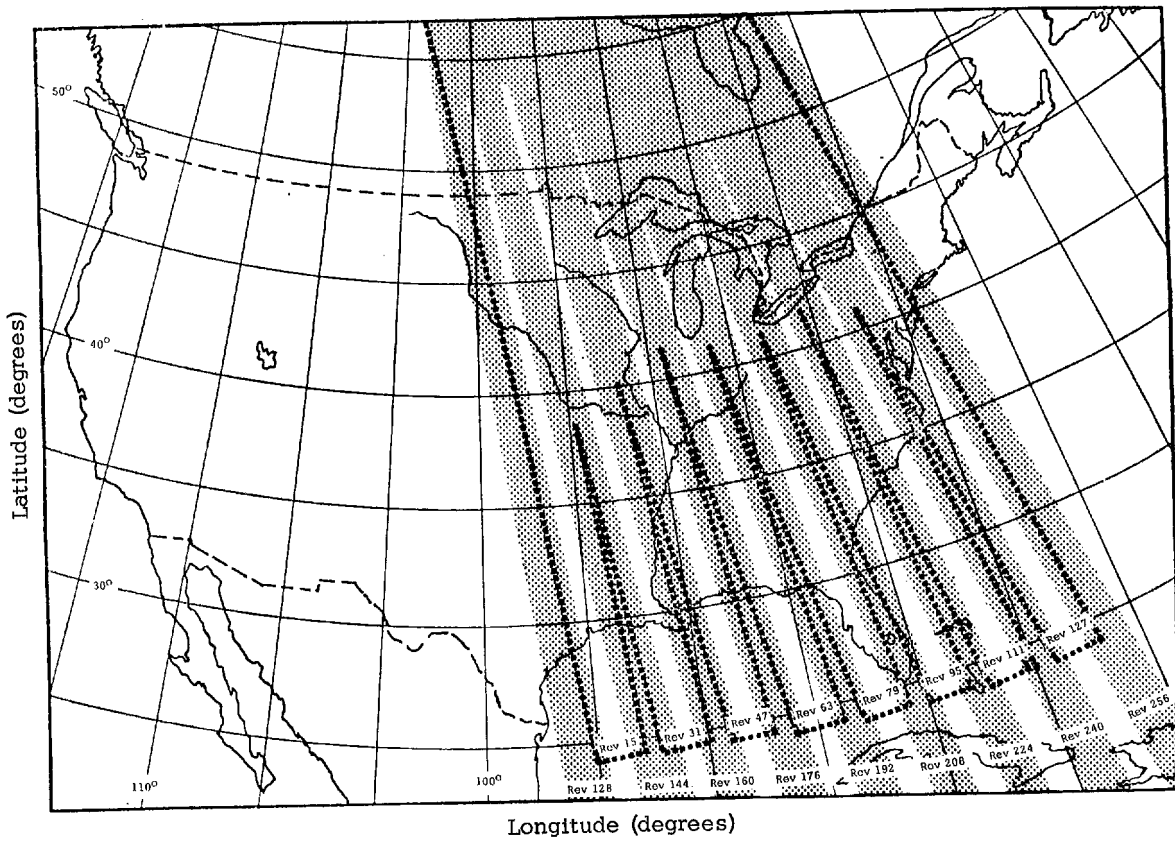 50°
40°
30°
110°
100°
Latitude (degrees)
Longitude (degrees)
Rev 15
Rev 31
Rev 47
Rev 63
Rev 79
Rev 95
Rev 111
Rev 127
Rev 128
Rev 144
Rev 160
Rev 176
Rev 192
Rev 208
Rev 224
Rev 240
Rev 256